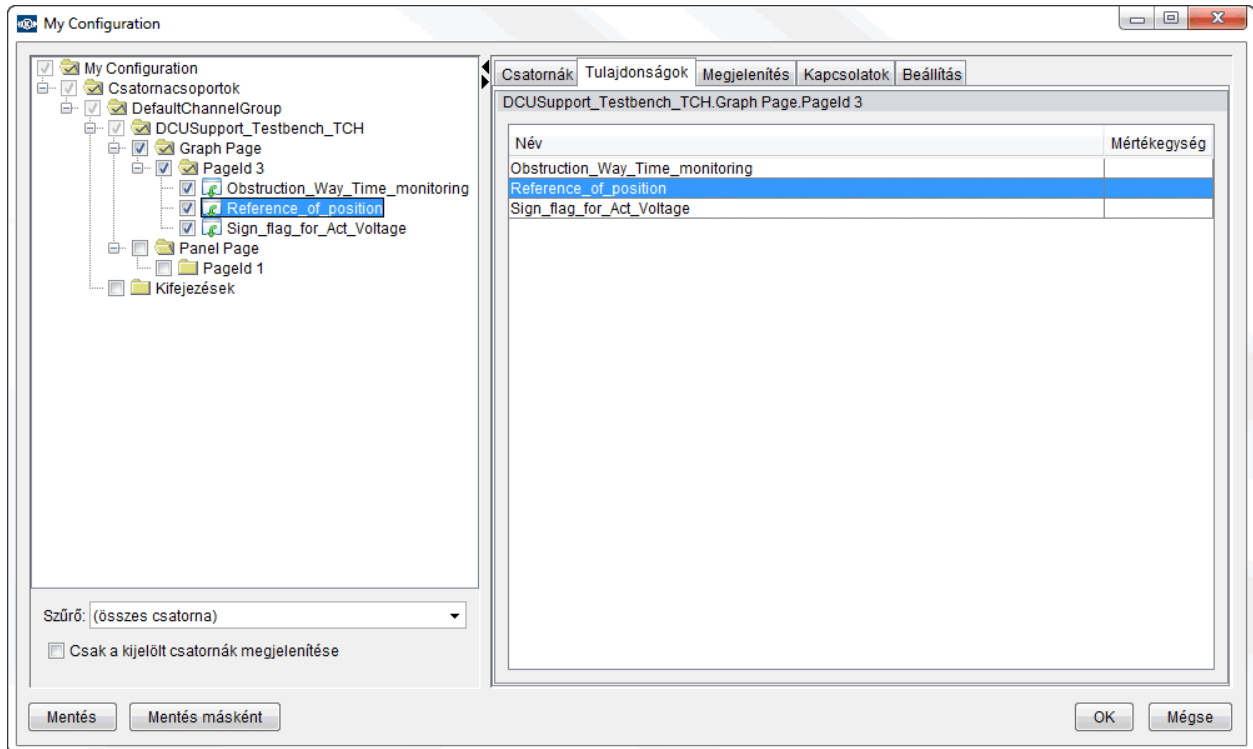 My Configuration
My Configuration
Csatornacsoportok
DefaultChannelGroup
DCUSupport_Testbench_TCH
Graph Page
PageId 3
Obstruction_Way_Time_monitoring
Reference_of_position
Sign_flag_for_Act_Voltage
Panel Page
PageId 1
Kifejezések
Szűrő: (összes csatorna)
Csak a kijelölt csatornák megjelenítése
Csatornák Tulajdonságok Megjelenítés Kapcsolatok Beállítás
DCUSupport_Testbench_TCH.Graph Page.PageId 3
Név Mértékegység
Obstruction_Way_Time_monitoring
Reference_of_position
Sign_flag_for_Act_Voltage
Mentés Mentés másként OK Mégse